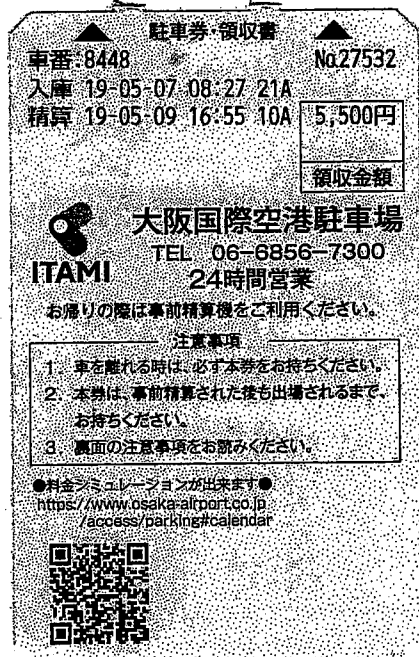 駐車券・領収書
車番:8448 No.27532
入庫 19-05-07 08:27 21A
精算 19-05-09 16:55 10A 5,500円
領収金額
ITAMI
大阪国際空港駐車場
TEL 06-6856-7300
24時間営業
お帰りの際は事前精算機をご利用ください。
注意事項
1. 車を離れる時は、必ず本券をお持ちください。
2. 本券は、事前精算された後も出場されるまで、
お持ちください。
3. 裏面の注意事項をお読みください。
●料金シミュレーションが出来ます●
https://www.osaka-airport.co.jp
/access/parking#calendar